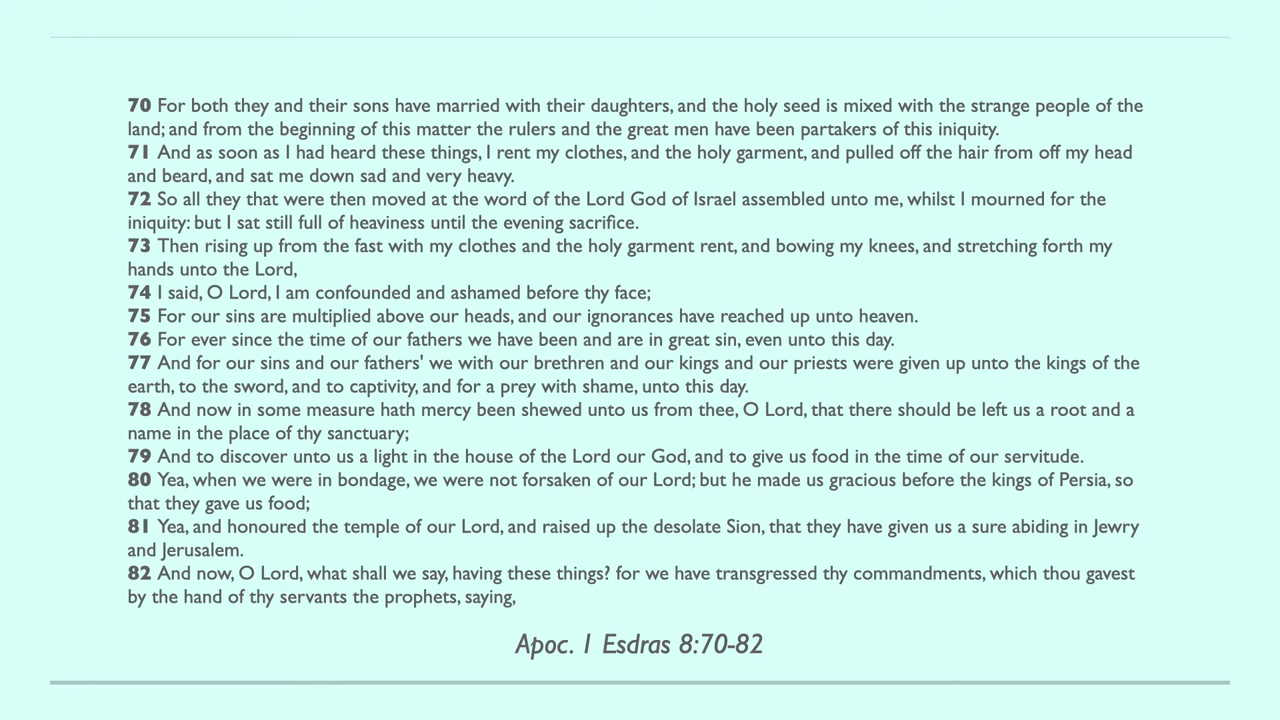 70 For both they and their sons have married with their daughters, and the holy seed is mixed with the strange people of the
land; and from the beginning of this matter the rulers and the great men have been partakers of this iniquity.
71 And as soon as I had heard these things, I rent my clothes, and the holy garment, and pulled off the hair from off my head
and beard, and sat me down sad and very heavy.
72 So all they that were then moved at the word of the Lord God of Israel assembled unto me, whilst I mourned for the
iniquity: but I sat still full of heaviness until the evening sacrifice.
73 Then rising up from the fast with my clothes and the holy garment rent, and bowing my knees, and stretching forth my
hands unto the Lord,
74 I said, O Lord, I am confounded and ashamed before thy face;
75 For our sins are multiplied above our heads, and our ignorances have reached up unto heaven.
76 For ever since the time of our fathers we have been and are in great sin, even unto this day.
77 And for our sins and our fathers' we with our brethren and our kings and our priests were given up unto the kings of the
earth, to the sword, and to captivity, and for a prey with shame, unto this day.
78 And now in some measure hath mercy been shewed unto us from thee, O Lord, that there should be left us a root and a
name in the place of thy sanctuary;
79 And to discover unto us a light in the house of the Lord our God, and to give us food in the time of our servitude.
80 Yea, when we were in bondage, we were not forsaken of our Lord; but he made us gracious before the kings of Persia, so
that they gave us food;
81 Yea, and honoured the temple of our Lord, and raised up the desolate Sion, that they have given us a sure abiding in Jewry
and Jerusalem.
82 And now, O Lord, what shall we say, having these things? for we have transgressed thy commandments, which thou gavest
by the hand of thy servants the prophets, saying,
Apoc. 1 Esdras 8:70-82